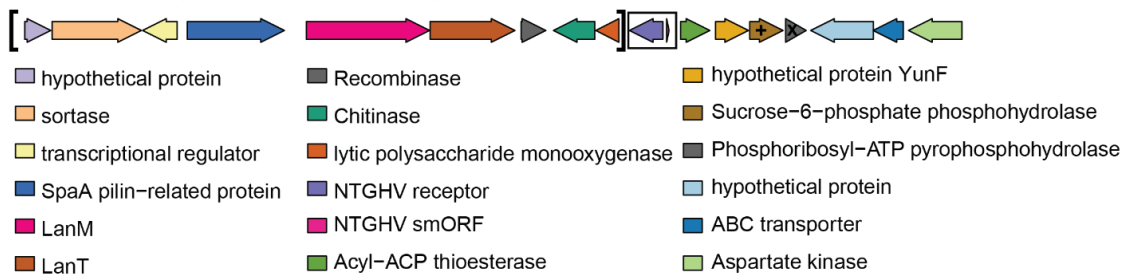 [ ] + x
hypothetical protein
sortase
transcriptional regulator
SpaA pilin−related protein
LanM
LanT
Recombinase
Chitinase
lytic polysaccharide monooxygenase
NTGHV receptor
NTGHV smORF
Acyl−ACP thioesterase
hypothetical protein YunF
Sucrose−6−phosphate phosphohydrolase
Phosphoribosyl−ATP pyrophosphohydrolase
hypothetical protein
ABC transporter
Aspartate kinase